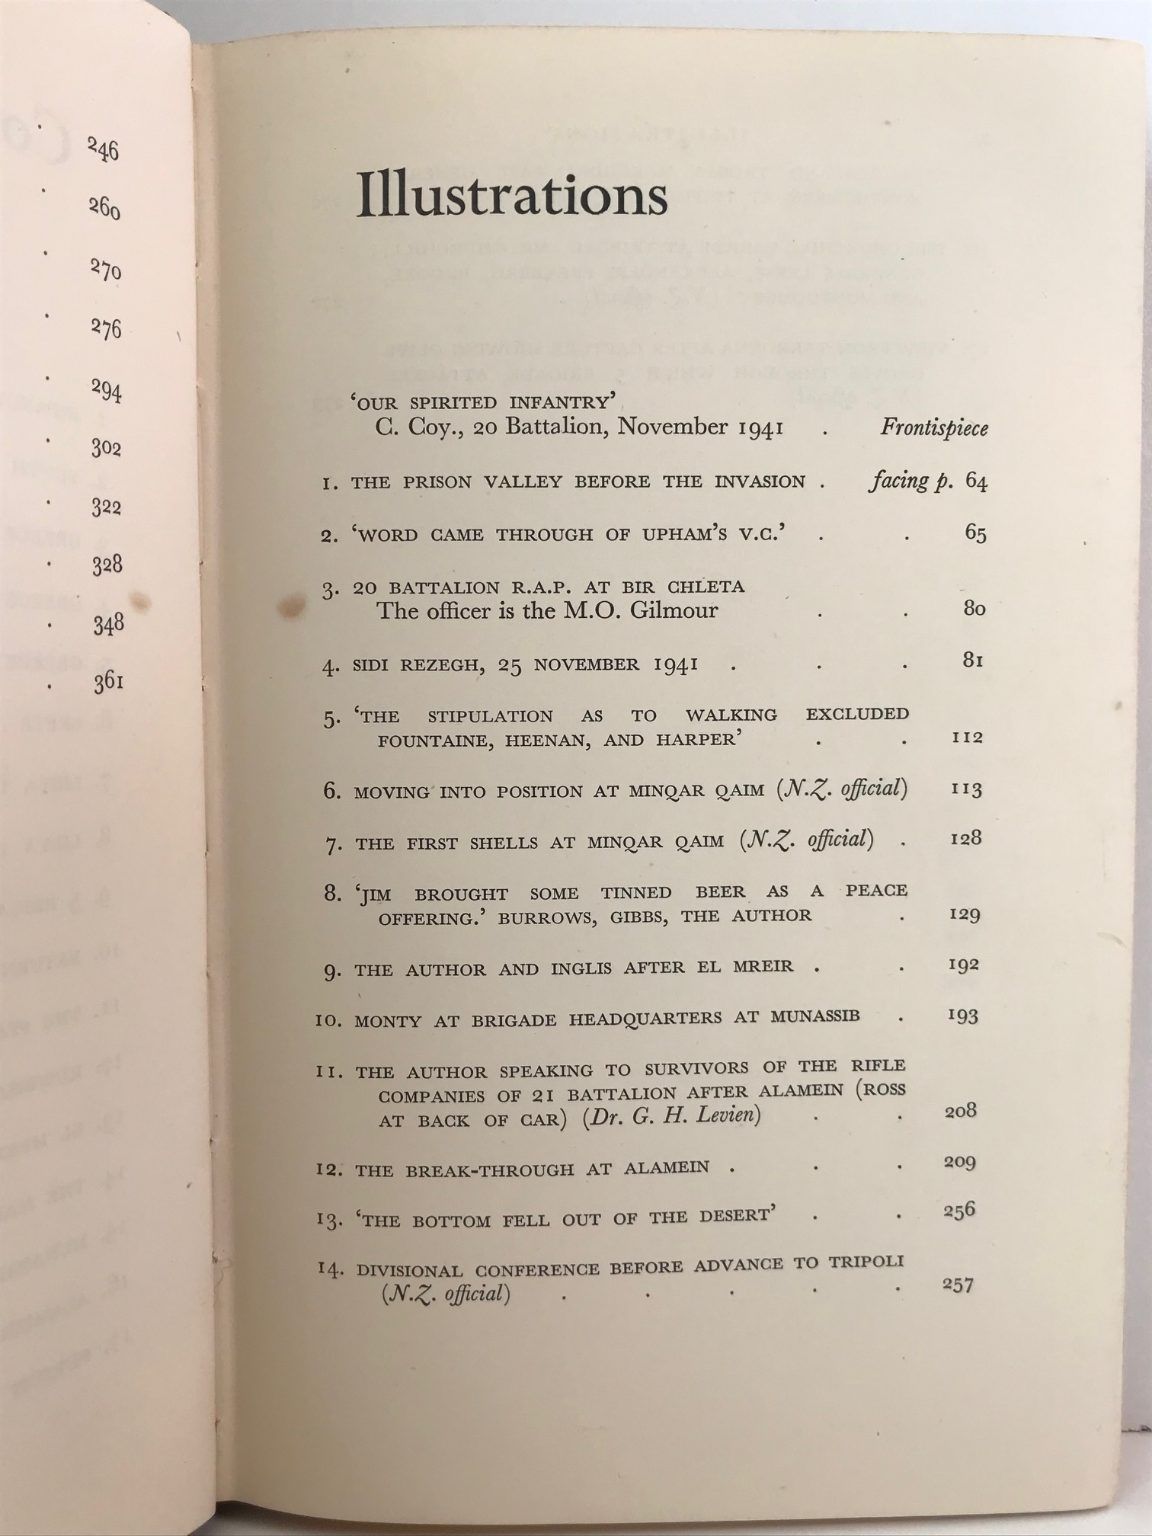 246
260
270
276
294
302
322
328
348
361
Illustrations
‘OUR SPIRITED INFANTRY’
C. Coy., 20 Battalion, November 1941 . Frontispiece
1. THE PRISON VALLEY BEFORE THE INVASION . facing p. 64
2. ‘WORD CAME THROUGH OF UPHAM’S V.C.’ . . 65
3. 20 BATTALION R.A.P. AT BIR CHLETA
The officer is the M.O. Gilmour . . 80
4. SIDI REZEGH, 25 NOVEMBER 1941 . . . 81
5. ‘THE STIPULATION AS TO WALKING EXCLUDED
FOUNTAINE, HEENAN, AND HARPER’ . . 112
6. MOVING INTO POSITION AT MINQAR QAIM (N.Z. official) 113
7. THE FIRST SHELLS AT MINQAR QAIM (N.Z. official) . 128
8. ‘JIM BROUGHT SOME TINNED BEER AS A PEACE
OFFERING.’ BURROWS, GIBBS, THE AUTHOR . 129
9. THE AUTHOR AND INGLIS AFTER EL MREIR . . 192
10. MONTY AT BRIGADE HEADQUARTERS AT MUNASSIB . 193
11. THE AUTHOR SPEAKING TO SURVIVORS OF THE RIFLE
COMPANIES OF 21 BATTALION AFTER ALAMEIN (ROSS
AT BACK OF CAR) (Dr. G. H. Levien) . . 208
12. THE BREAK-THROUGH AT ALAMEIN . . . 209
13. ‘THE BOTTOM FELL OUT OF THE DESERT’ . . 256
14. DIVISIONAL CONFERENCE BEFORE ADVANCE TO TRIPOLI
(N.Z. official) . . . . . 257